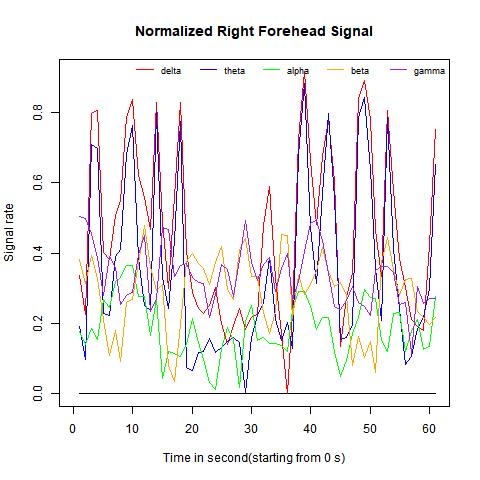 Normalized Right Forehead Signal
delta theta alpha beta gamma
Signal rate
0.8
0.6
0.4
0.2
0.0
0 10 20 30 40 50 60
Time in second(starting from 0 s)